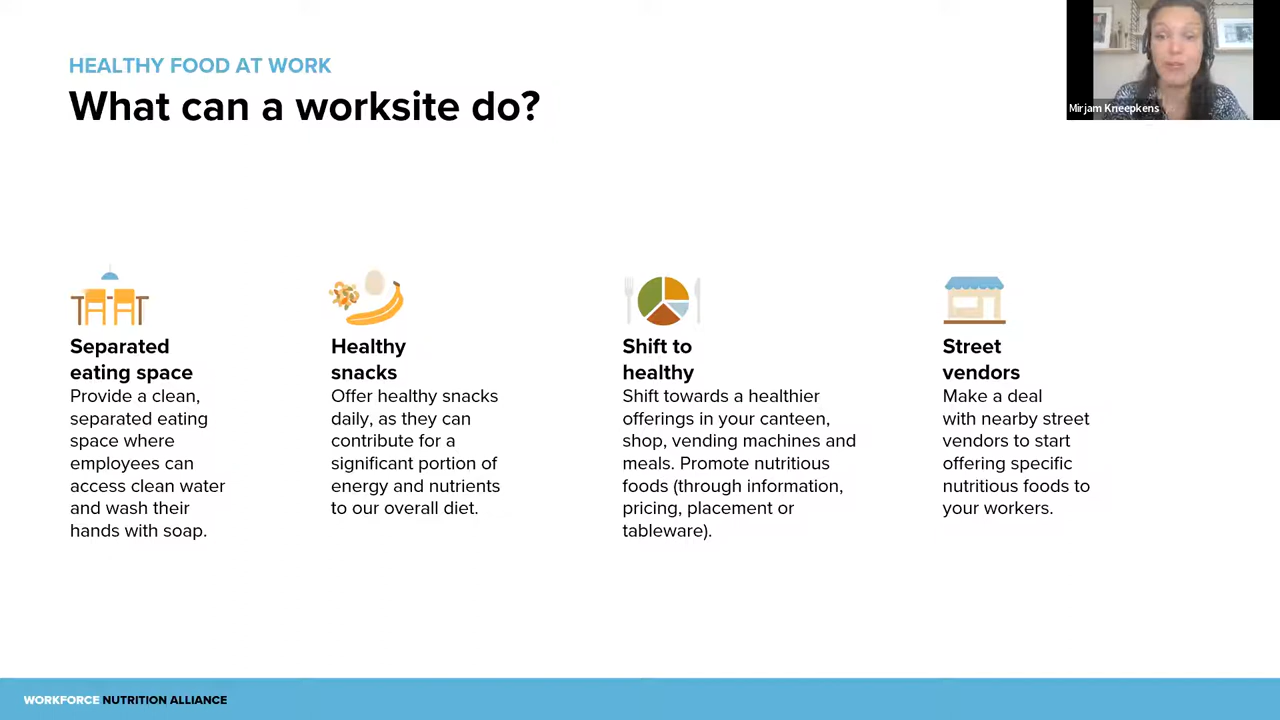 HEALTHY FOOD AT WORK
What can a worksite do?
Mirjam Kneepkens
Separated
eating space
Provide a clean,
separated eating
space where
employees can
access clean water
and wash their
hands with soap.
Healthy
snacks
Offer healthy snacks
daily, as they can
contribute for a
significant portion of
energy and nutrients
to our overall diet.
Shift to
healthy
Shift towards a healthier
offerings in your canteen,
shop, vending machines and
meals. Promote nutritious
foods (through information,
pricing, placement or
tableware).
Street
vendors
Make a deal
with nearby street
vendors to start
offering specific
nutritious foods to
your workers.
WORKFORCE NUTRITION ALLIANCE